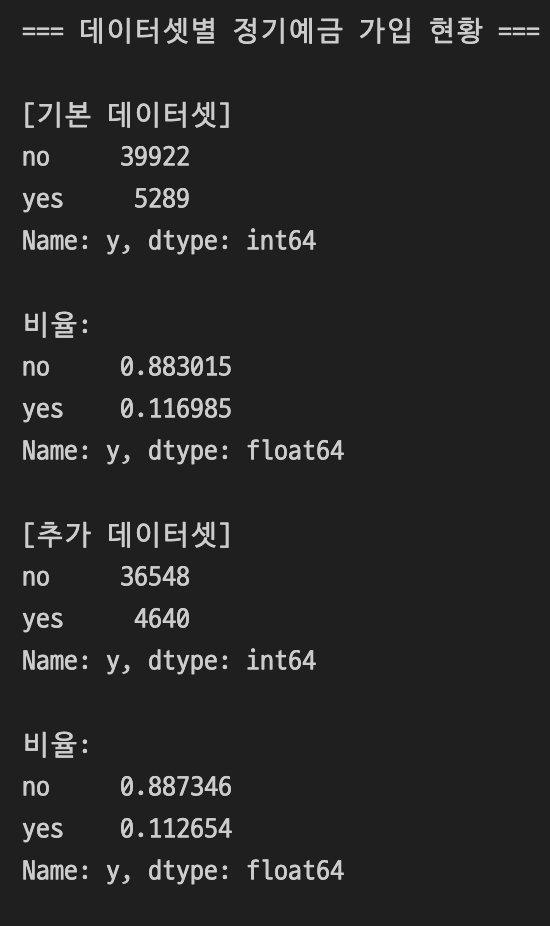 === 데이터셋별 정기예금 가입 현황 ===
[기본 데이터셋]
no 39922
yes 5289
Name: y, dtype: int64
비율:
no 0.883015
yes 0.116985
Name: y, dtype: float64
[추가 데이터셋]
no 36548
yes 4640
Name: y, dtype: int64
비율:
no 0.887346
yes 0.112654
Name: y, dtype: float64